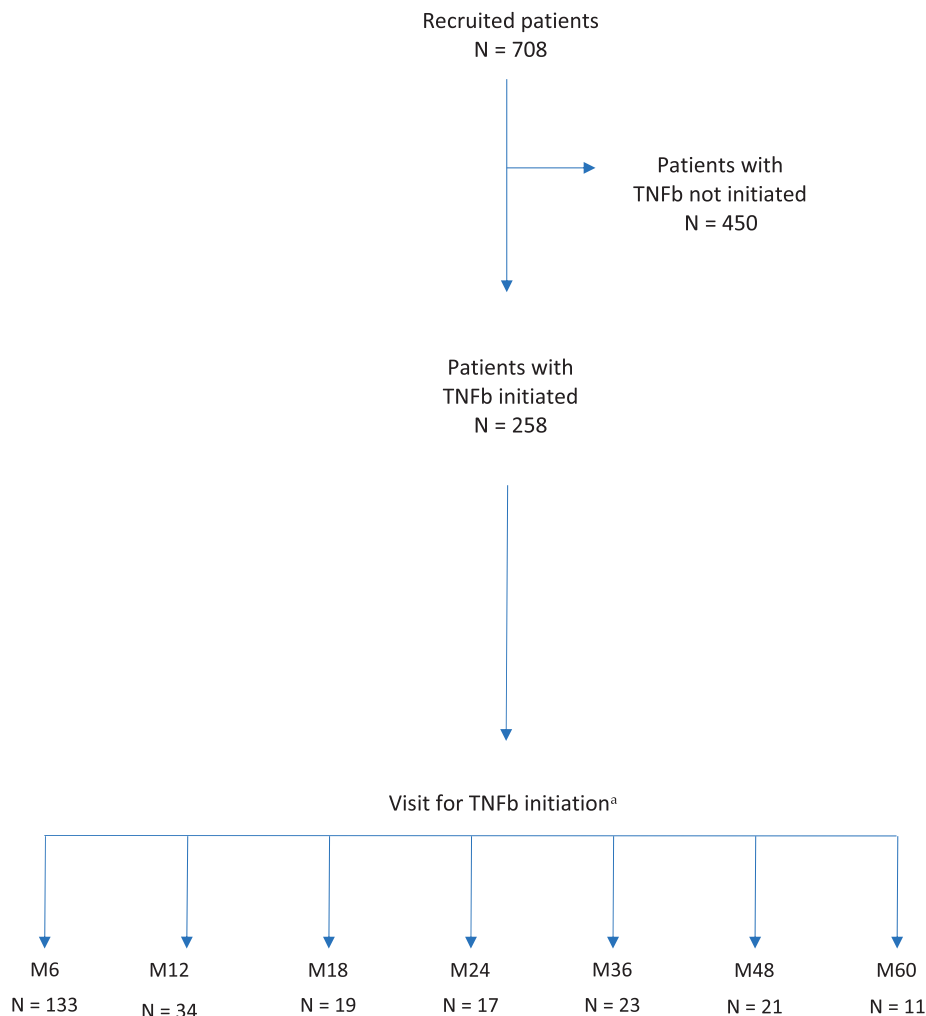 Recruited patients
N = 708
Patients with
TNFb not initiated
N = 450
Patients with
TNFb initiated
N = 258
Visit for TNFb initiationᵃ
M6
M12
M18
M24
M36
M48
M60
N = 133
N = 34
N = 19
N = 17
N = 23
N = 21
N = 11